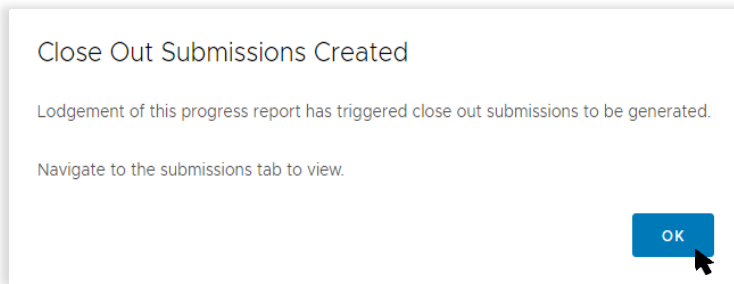 Close Out Submissions Created
Lodgement of this progress report has triggered close out submissions to be generated.
Navigate to the submissions tab to view.
OK